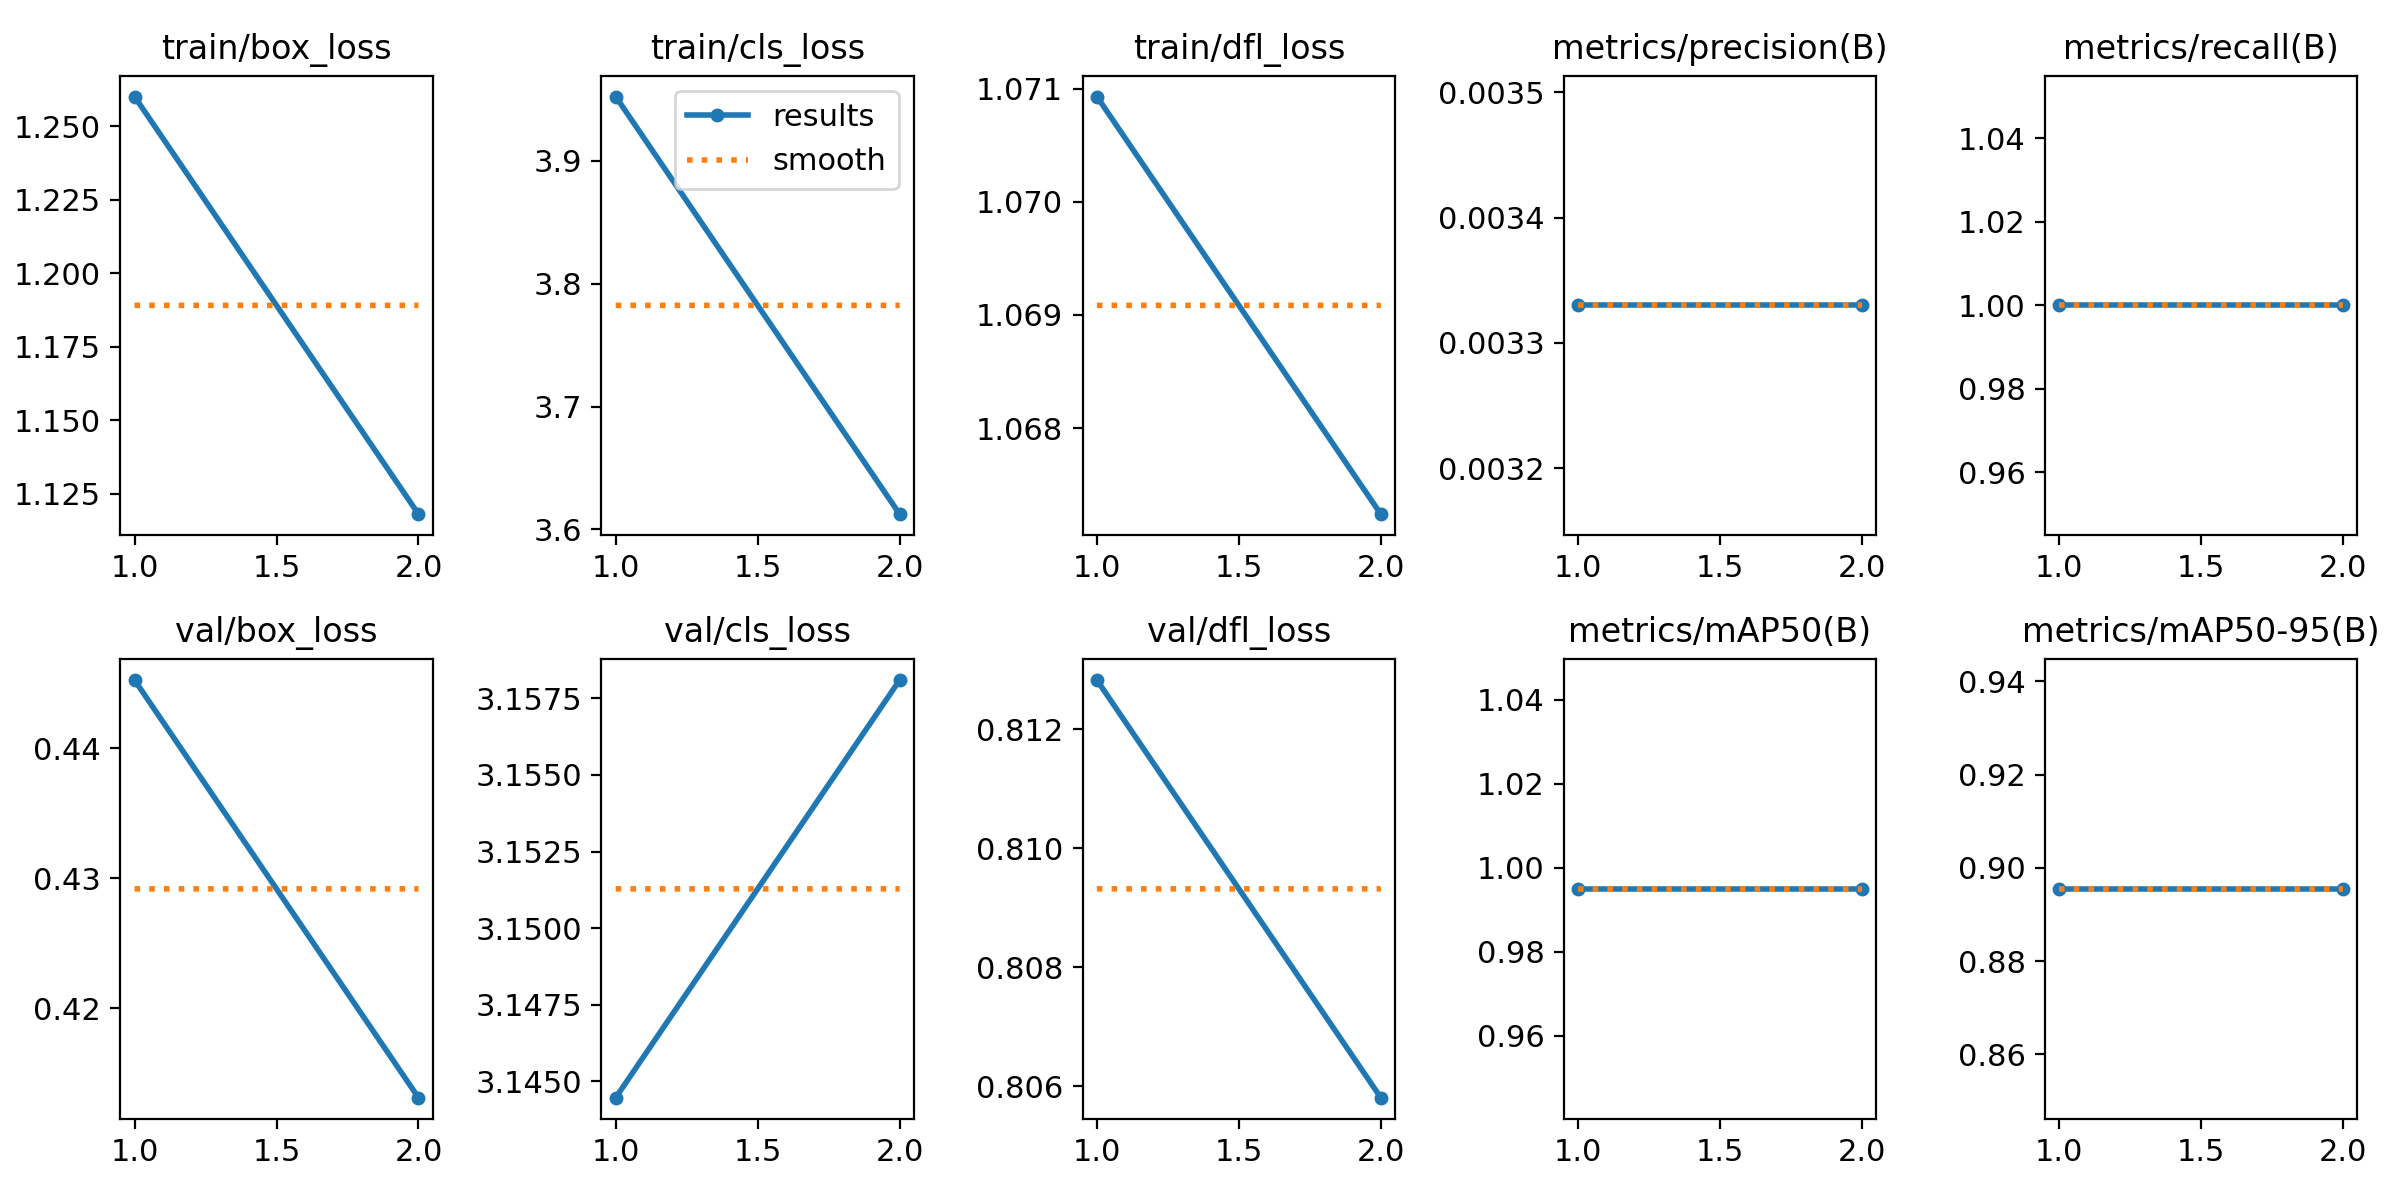 train/box_loss
1.250
1.225
1.200
1.175
1.150
1.125
1.0 1.5 2.0
train/cls_loss
results
smooth
3.9
3.8
3.7
3.6
1.0 1.5 2.0
train/dfl_loss
1.071
1.070
1.069
1.068
1.0 1.5 2.0
metrics/precision(B)
0.0035
0.0034
0.0033
0.0032
1.0 1.5 2.0
metrics/recall(B)
1.04
1.02
1.00
0.98
0.96
1.0 1.5 2.0
val/box_loss
0.44
0.43
0.42
1.0 1.5 2.0
val/cls_loss
3.1575
3.1550
3.1525
3.1500
3.1475
3.1450
1.0 1.5 2.0
val/dfl_loss
0.812
0.810
0.808
0.806
1.0 1.5 2.0
metrics/mAP50(B)
1.04
1.02
1.00
0.98
0.96
1.0 1.5 2.0
metrics/mAP50-95(B)
0.94
0.92
0.90
0.88
0.86
1.0 1.5 2.0